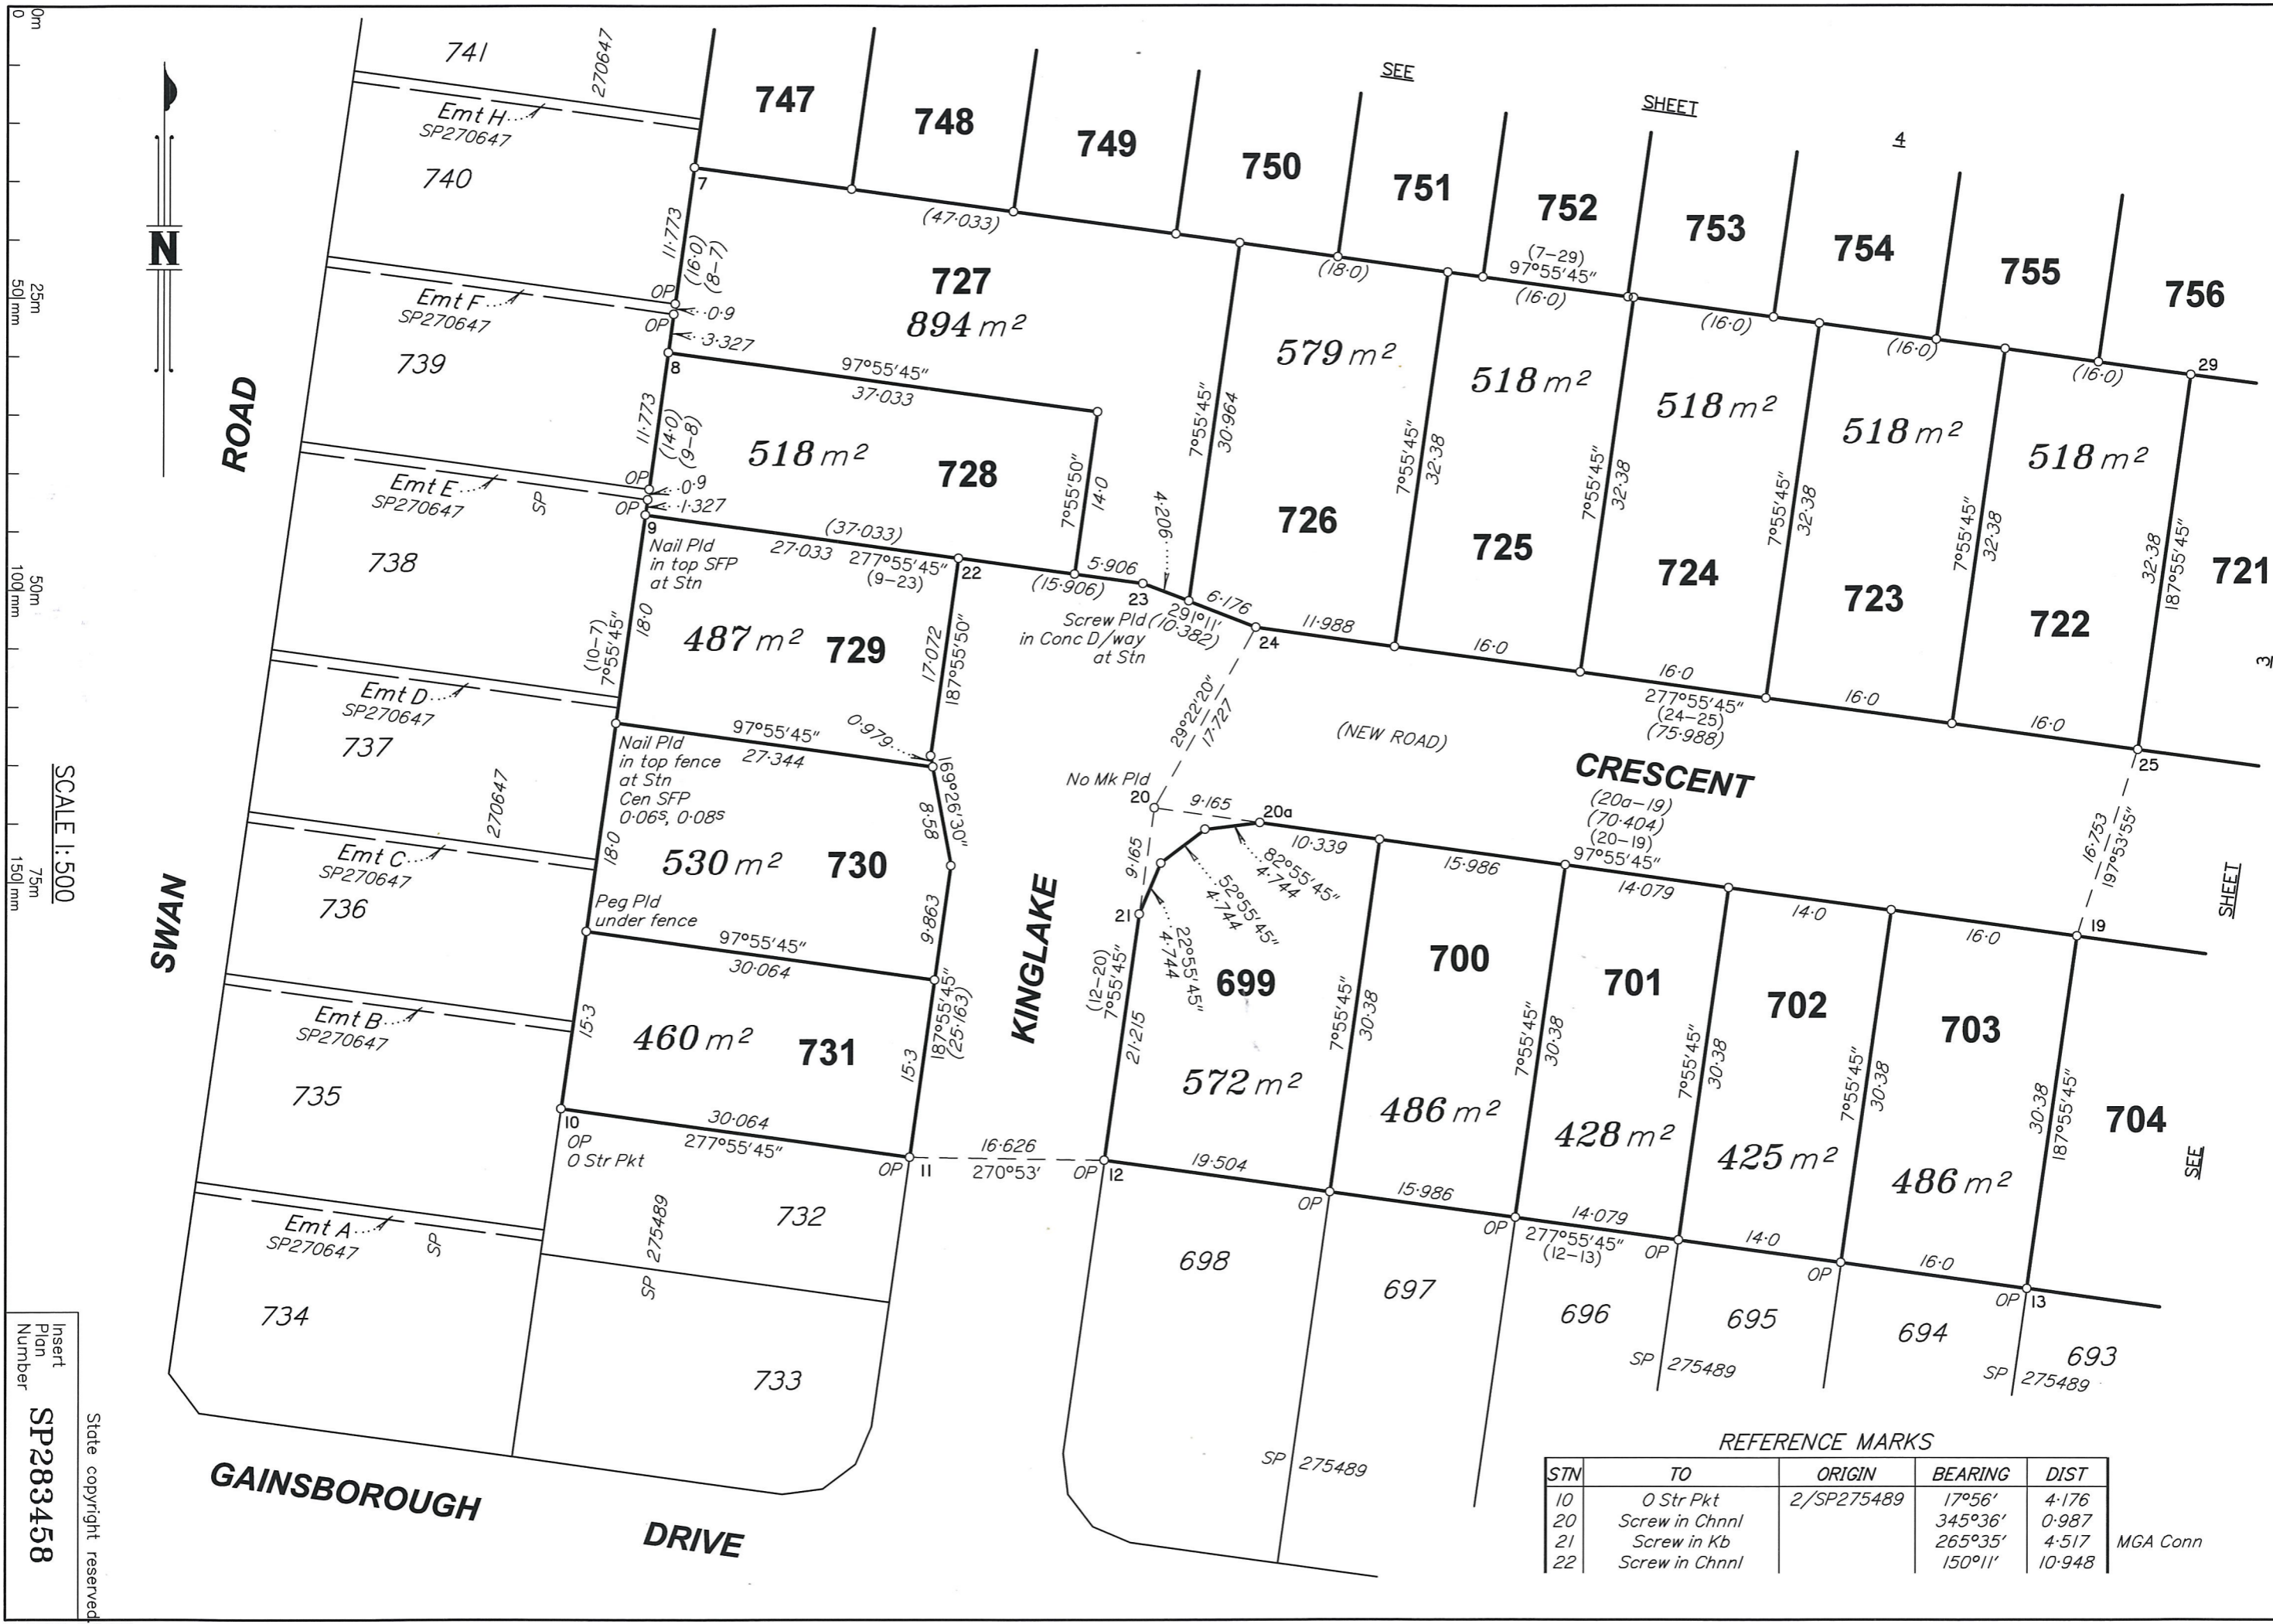 0m
0
25m
50 mm
50m
100 mm
75m
150 mm
SCALE 1:500
Insert
Plan
Number
SP283458
State copyright reserved.
N
SWAN
ROAD
GAINSBOROUGH
DRIVE
KINGLAKE
CRESCENT
(NEW ROAD)
SEE
SHEET
4
741
270647
Emt H
SP270647
740
Emt F
SP270647
739
Emt E
SP270647
SP
738
Emt D
SP270647
737
270647
Emt C
SP270647
736
Emt B
SP270647
735
Emt A
SP270647
SP
734
747
748
749
750
751
752
753
754
755
756
7
(47·033)
(18·0)
(7-29)
97°55'45"
(16·0)
(16·0)
(16·0)
(16·0)
29
11·773
(16·0)
(8-7)
OP
0·9
OP
3·327
8
727
894 m²
97°55'45"
37·033
11·773
(14·0)
(9-8)
OP
0·9
OP
1·327
9
518 m²
728
7°55'50"
14·0
(37·033)
27·033
277°55'45"
(9-23)
22
5·906
(15·906)
23
4·206
291°11'
(10·382)
6·176
24
Screw Pld
in Conc D/way
at Stn
Nail Pld
in top SFP
at Stn
(10-7)
7°55'45"
18·0
487 m²
729
17·072
187°55'50"
0·979
97°55'45"
27·344
Nail Pld
in top fence
at Stn
Cen SFP
0·06s, 0·08s
18·0
530 m²
730
169°26'30"
8·58
9·863
Peg Pld
under fence
97°55'45"
30·064
15·3
460 m²
731
15·3
187°55'45"
(25·163)
10
OP
O Str Pkt
30·064
277°55'45"
OP
11
16·626
270°53'
OP
12
732
SP 275489
733
7°55'45"
30·964
579 m²
726
7°55'45"
32·38
518 m²
725
7°55'45"
32·38
518 m²
724
7°55'45"
32·38
518 m²
723
7°55'45"
32·38
518 m²
722
32·38
187°55'45"
721
3
SHEET
SEE
11·988
16·0
16·0
277°55'45"
(24-25)
(75·988)
16·0
16·0
25
16·753
197°53'55"
29°22'20"
17·727
No Mk Pld
20
9·165
20a
9·165
21
82°55'45"
4·744
52°55'45"
4·744
22°55'45"
4·744
10·339
15·986
(20a-19)
(70·404)
(20-19)
97°55'45"
14·079
14·0
16·0
19
(12-20)
7°55'45"
21·215
699
572 m²
7°55'45"
30·38
700
486 m²
7°55'45"
30·38
701
428 m²
7°55'45"
30·38
702
425 m²
7°55'45"
30·38
703
486 m²
30·38
187°55'45"
704
19·504
OP
15·986
OP
14·079
277°55'45"
(12-13)
OP
14·0
OP
16·0
OP
13
698
697
696
695
694
693
SP 275489
SP 275489
SP 275489
REFERENCE MARKS
STN TO ORIGIN BEARING DIST
10 O Str Pkt 2/SP275489 17°56' 4·176
20 Screw in Chnnl 345°36' 0·987
21 Screw in Kb 265°35' 4·517 MGA Conn
22 Screw in Chnnl 150°11' 10·948